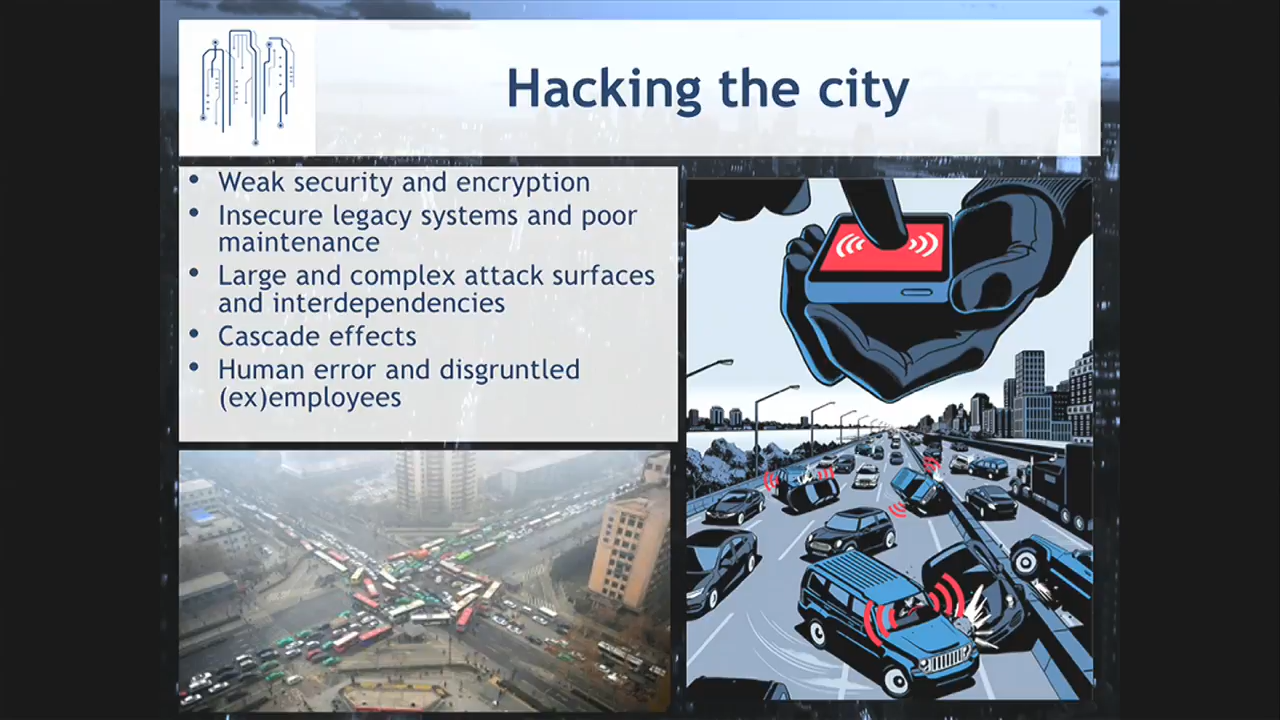 Hacking the city
• Weak security and encryption
• Insecure legacy systems and poor
maintenance
• Large and complex attack surfaces
and interdependencies
• Cascade effects
• Human error and disgruntled
(ex)employees